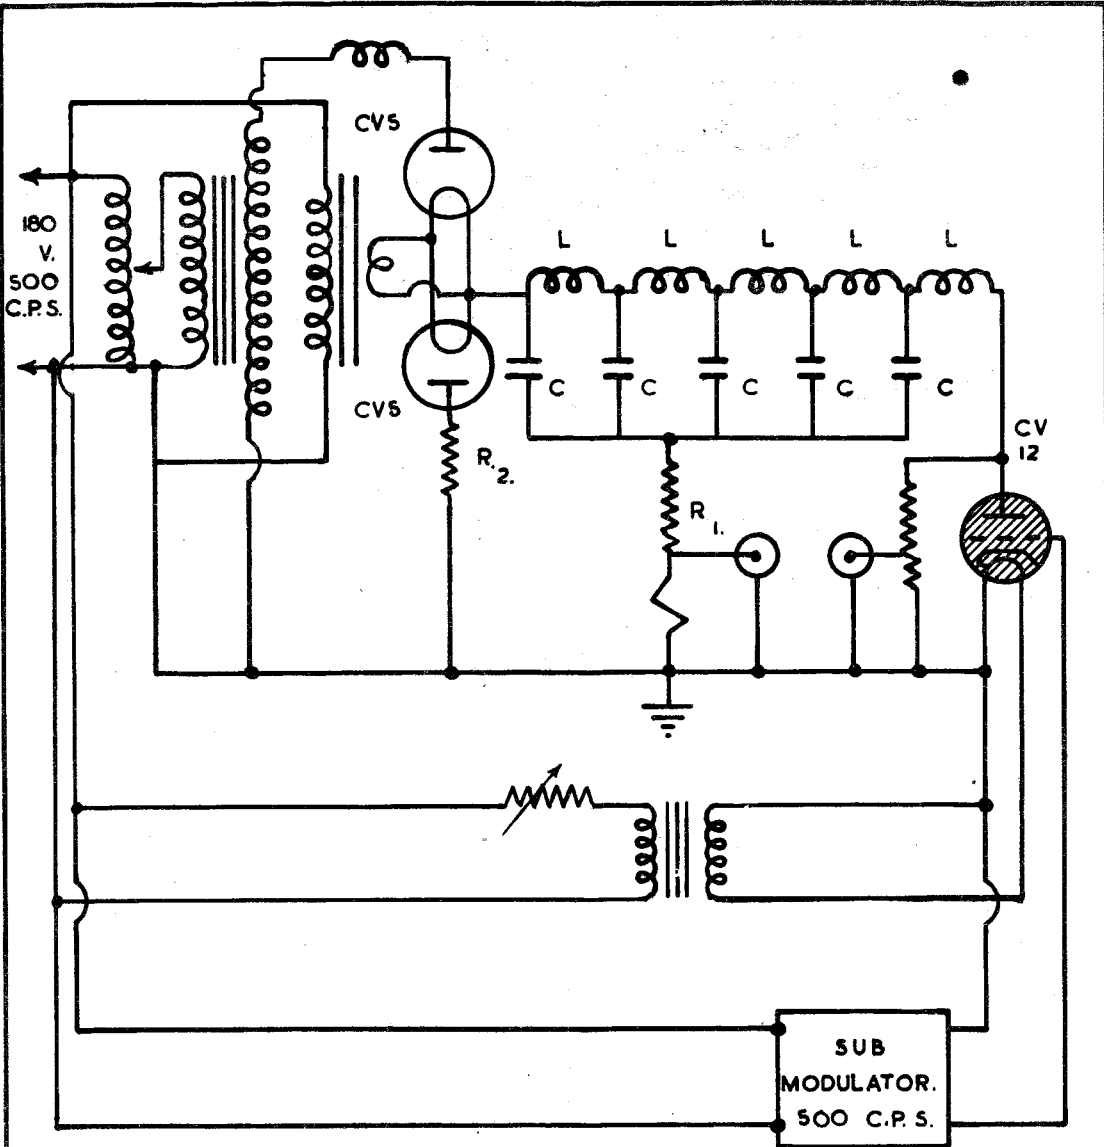 CV5
180
V.
500
C.P.S.
L L L L L
C C C C C
CV5
R.2.
CV
12
R1.
SUB
MODULATOR.
500 C.P.S.